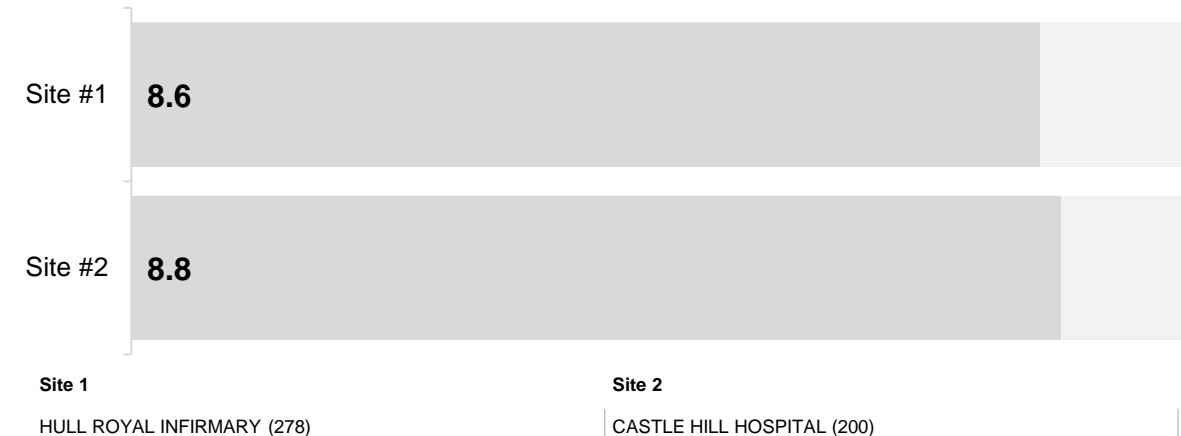 Site #1
8.6
Site #2
8.8
Site 1
Site 2
HULL ROYAL INFIRMARY (278)
CASTLE HILL HOSPITAL (200)